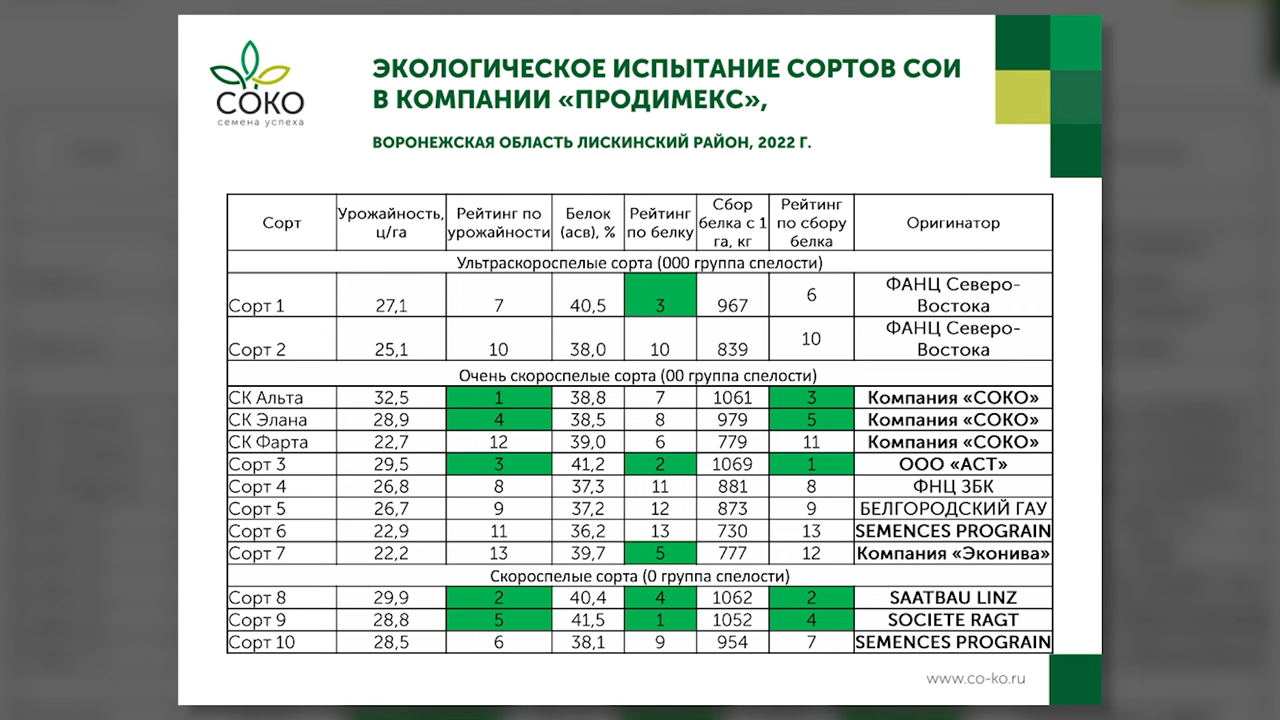 СОКО
семена успеха
ЭКОЛОГИЧЕСКОЕ ИСПЫТАНИЕ СОРТОВ СОИ
В КОМПАНИИ «ПРОДИМЕКС»,
ВОРОНЕЖСКАЯ ОБЛАСТЬ ЛИСКИНСКИЙ РАЙОН, 2022 Г.
Сорт Урожайность, ц/га Рейтинг по урожайности Белок (асв), % Рейтинг по белку Сбор белка с 1 га, кг Рейтинг по сбору белка Оригинатор
Ультраскороспелые сорта (000 группа спелости)
Сорт 1 27,1 7 40,5 3 967 6 ФАНЦ Северо-Востока
Сорт 2 25,1 10 38,0 10 839 10 ФАНЦ Северо-Востока
Очень скороспелые сорта (00 группа спелости)
СК Альта 32,5 1 38,8 7 1061 3 Компания «СОКО»
СК Элана 28,9 4 38,5 8 979 5 Компания «СОКО»
СК Фарта 22,7 12 39,0 6 779 11 Компания «СОКО»
Сорт 3 29,5 3 41,2 2 1069 1 ООО «АСТ»
Сорт 4 26,8 8 37,3 11 881 8 ФНЦ ЗБК
Сорт 5 26,7 9 37,2 12 873 9 БЕЛГОРОДСКИЙ ГАУ
Сорт 6 22,9 11 36,2 13 730 13 SEMENCES PROGRAIN
Сорт 7 22,2 13 39,7 5 777 12 Компания «Эконива»
Скороспелые сорта (0 группа спелости)
Сорт 8 29,9 2 40,4 4 1062 2 SAATBAU LINZ
Сорт 9 28,8 5 41,5 1 1052 4 SOCIETE RAGT
Сорт 10 28,5 6 38,1 9 954 7 SEMENCES PROGRAIN
www.co-ko.ru